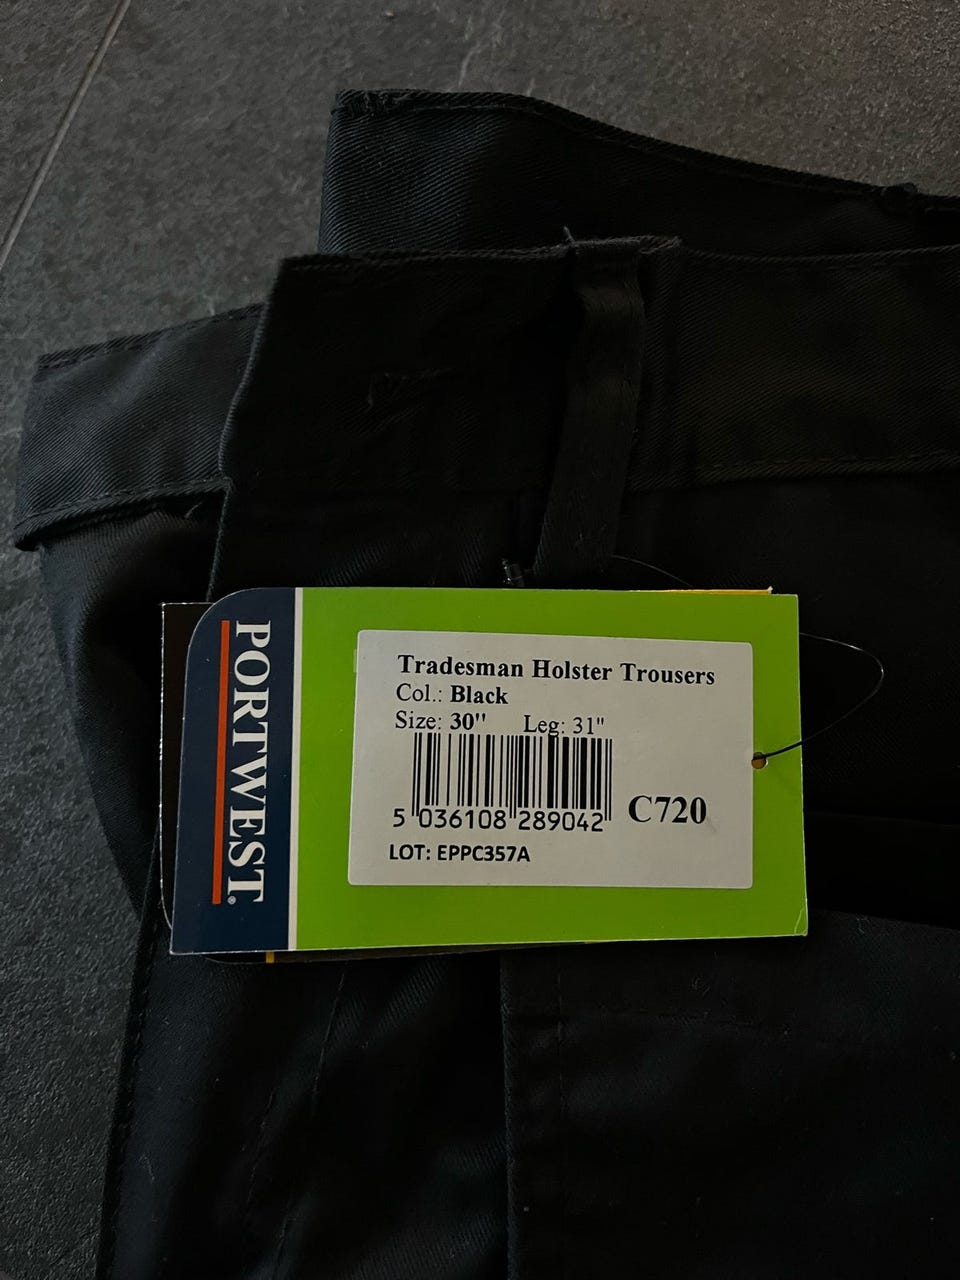 PORTWEST®
Tradesman Holster Trousers
Col.: Black
Size: 30" Leg: 31"
5 036108 289042
C720
LOT: EPPC357A